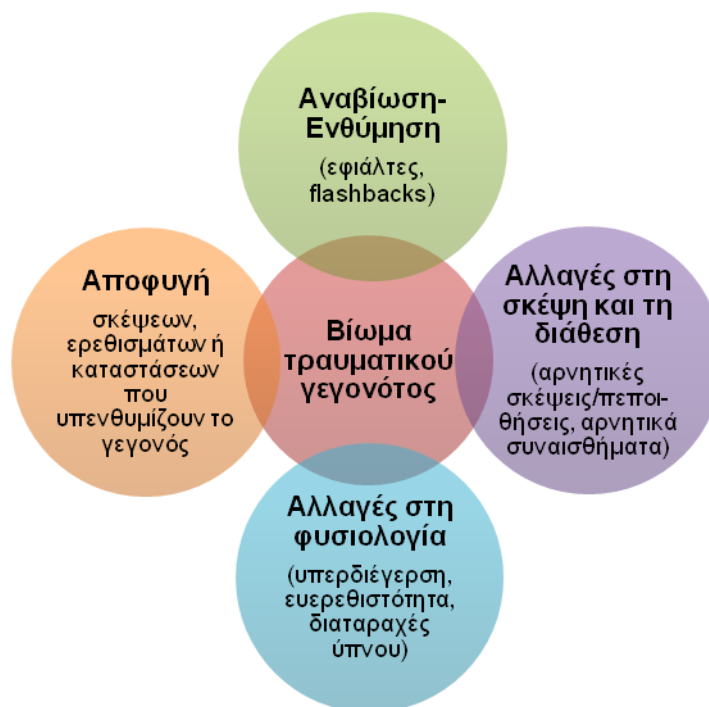 Αναβίωση-
Ενθύμηση
(εφιάλτες,
flashbacks)
Αποφυγή
σκέψεων,
ερεθισμάτων ή
καταστάσεων
που
υπενθυμίζουν το
γεγονός
Βίωμα
τραυματικού
γεγονότος
Αλλαγές στη
σκέψη και τη
διάθεση
(αρνητικές
σκέψεις/πεποι-
θήσεις, αρνητικά
συναισθήματα)
Αλλαγές στη
φυσιολογία
(υπερδιέγερση,
ευερεθιστότητα,
διαταραχές
ύπνου)